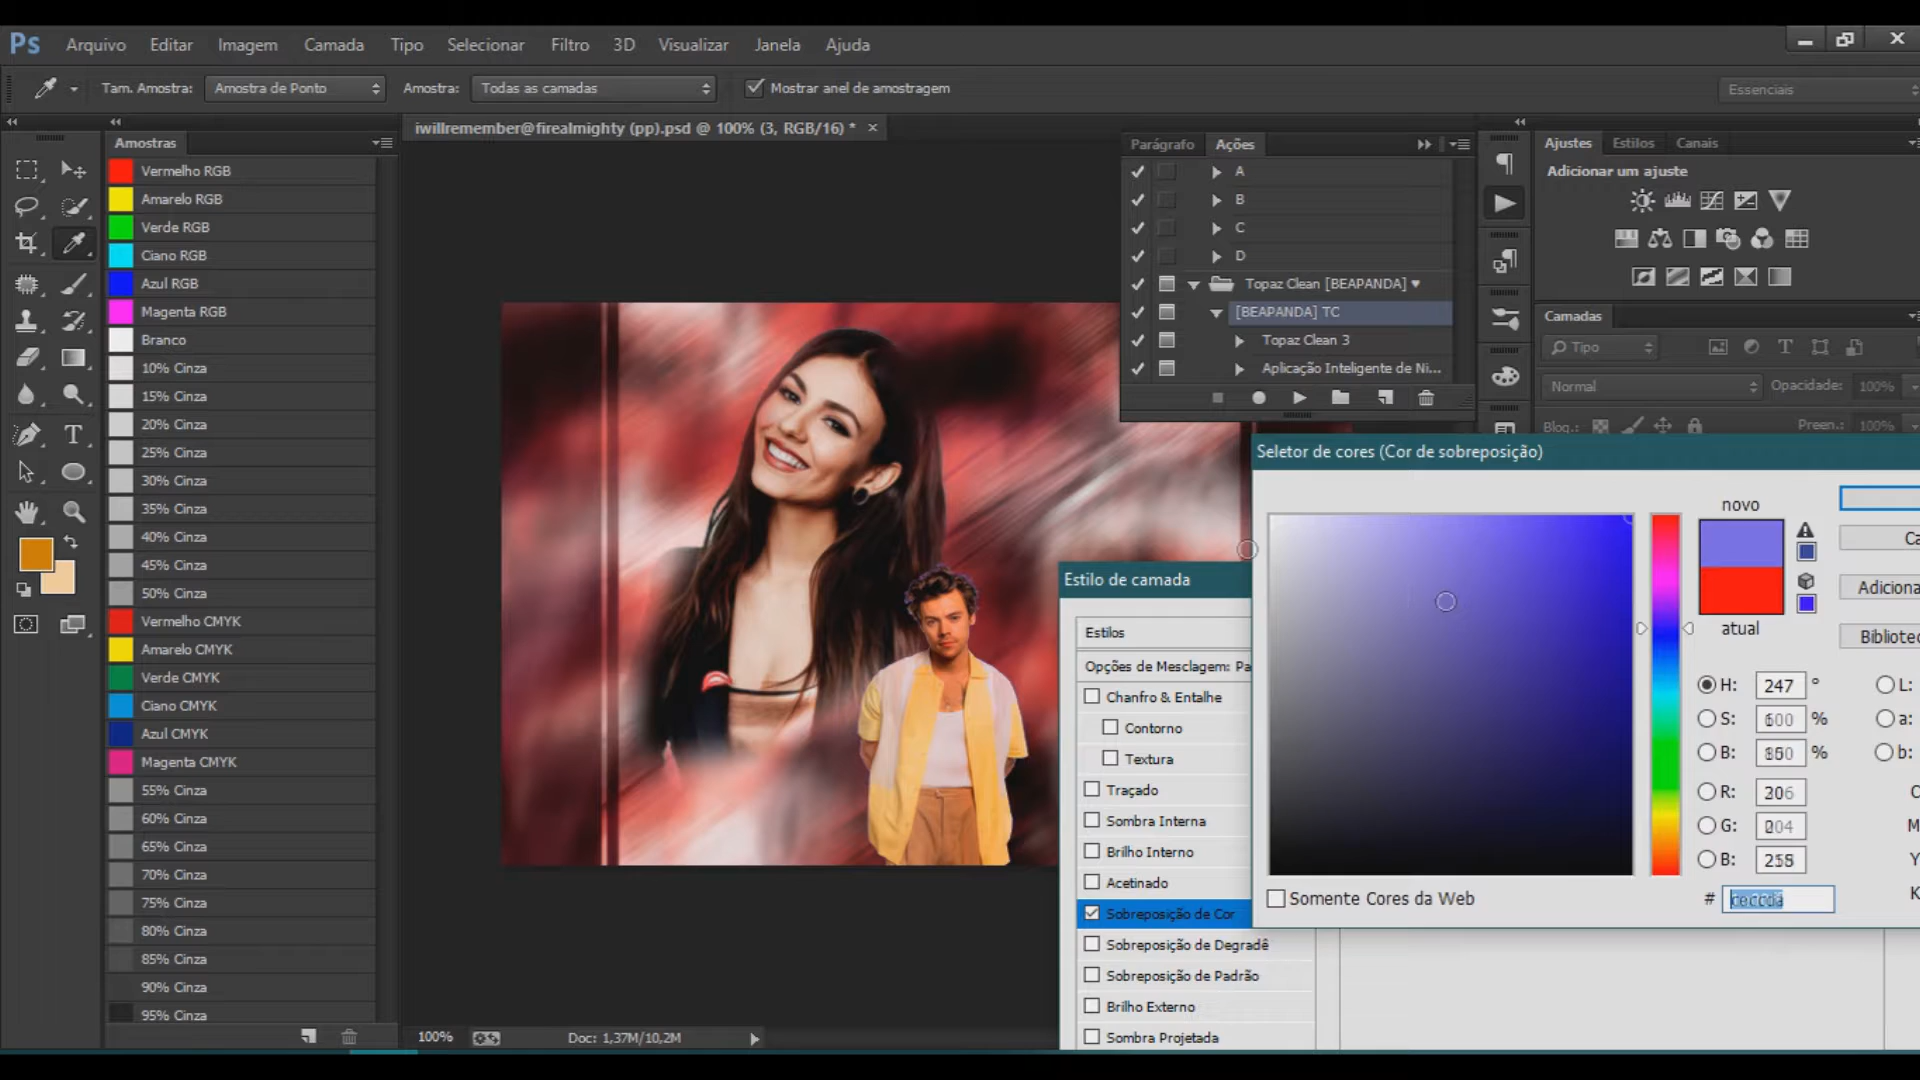 Ps Arquivo Editar Imagem Camada Tipo Selecionar Filtro 3D Visualizar Janela Ajuda
Tam. Amostra: Amostra de Ponto Amostra: Todas as camadas Mostrar anel de amostragem Essenciais
iwillremember@firealmighty (pp).psd @ 100% (3, RGB/16) *
Amostras
Vermelho RGB
Amarelo RGB
Verde RGB
Ciano RGB
Azul RGB
Magenta RGB
Branco
10% Cinza
15% Cinza
20% Cinza
25% Cinza
30% Cinza
35% Cinza
40% Cinza
45% Cinza
50% Cinza
Vermelho CMYK
Amarelo CMYK
Verde CMYK
Ciano CMYK
Azul CMYK
Magenta CMYK
55% Cinza
60% Cinza
65% Cinza
70% Cinza
75% Cinza
80% Cinza
85% Cinza
90% Cinza
95% Cinza
100% Doc: 1,37M/10,2M
Parágrafo Ações
A
B
C
D
Topaz Clean [BEAPANDA] ♥
[BEAPANDA] TC
Topaz Clean 3
Aplicação Inteligente de Ni...
Ajustes Estilos Canais
Adicionar um ajuste
Camadas
Tipo
Normal Opacidade: 100%
Bloq.: Preen.: 100%
Estilo de camada
Estilos
Opções de Mesclagem: Pa
Chanfro & Entalhe
Contorno
Textura
Traçado
Sombra Interna
Brilho Interno
Acetinado
Sobreposição de Cor
Sobreposição de Degradê
Sobreposição de Padrão
Brilho Externo
Sombra Projetada
Seletor de cores (Cor de sobreposição)
novo
atual
Ca
Adiciona
Bibliotec
H: 247 °
S: %
B: %
R:
G:
B:
L:
a:
b:
C
M
Y
K
#
Somente Cores da Web